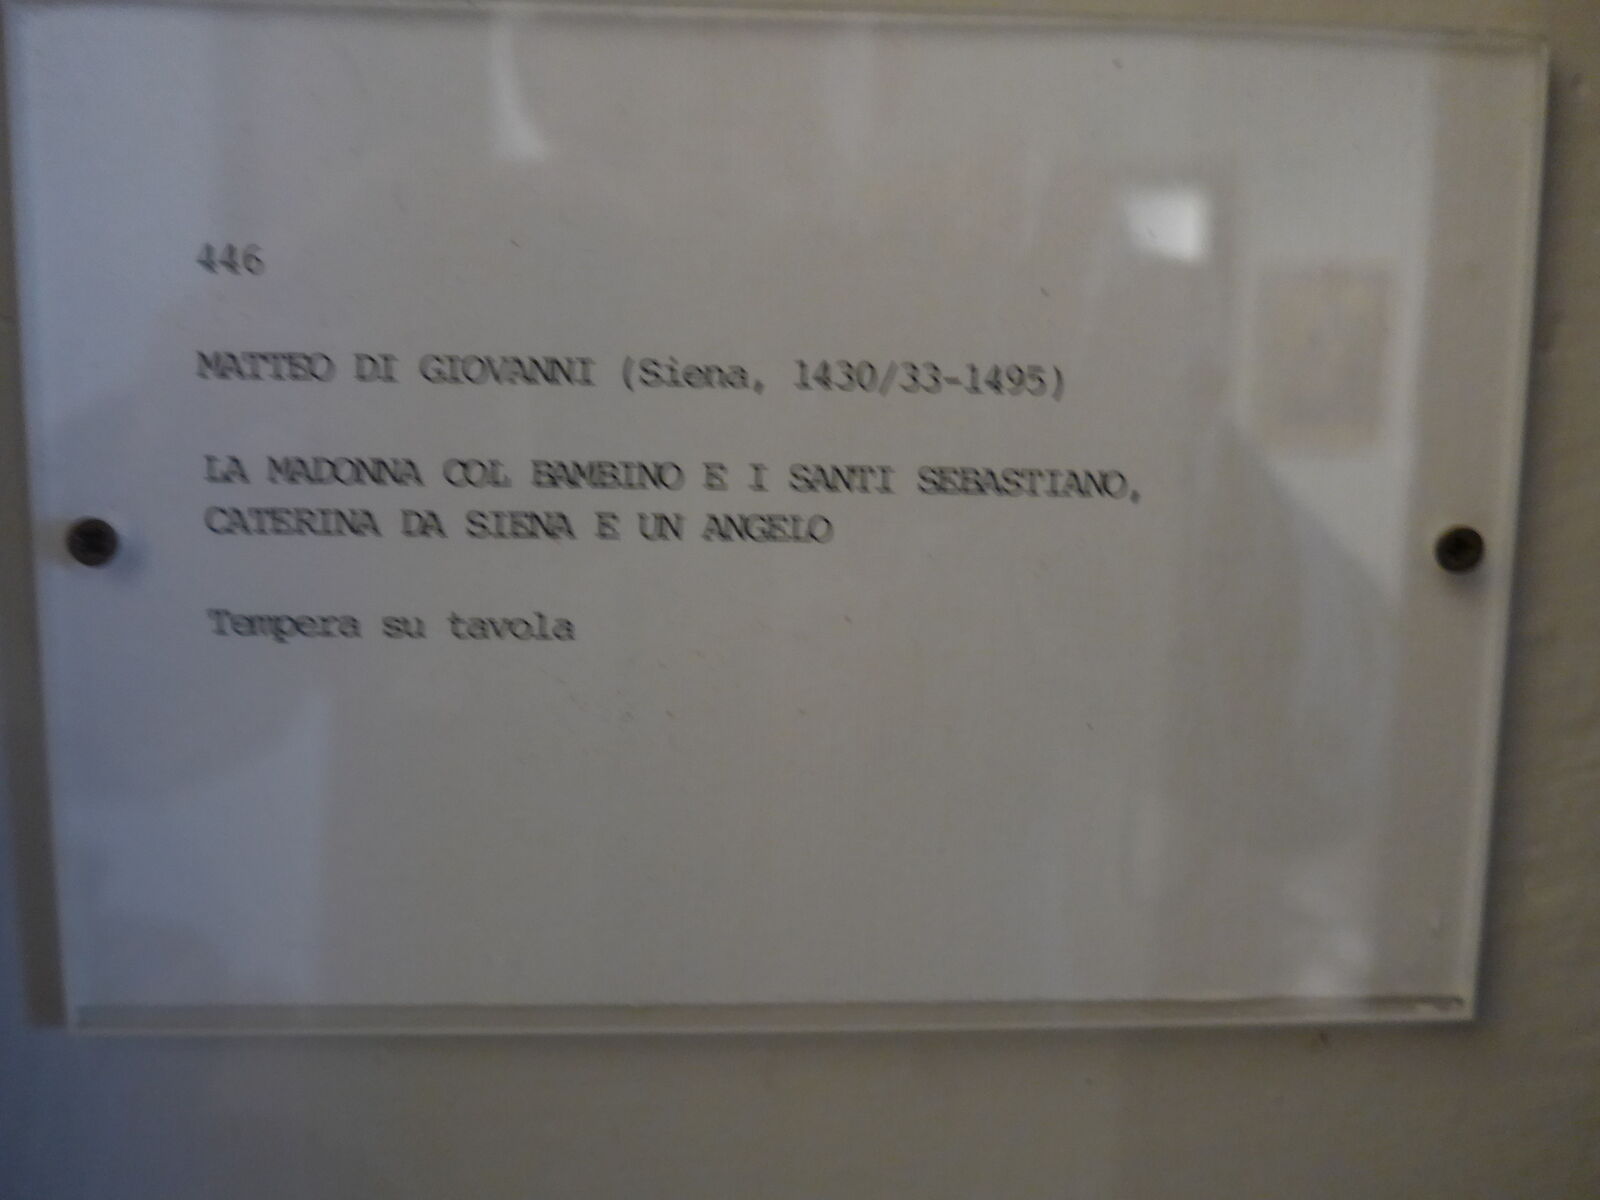 446
MATTEO DI GIOVANNI (Siena, 1430/33-1495)
LA MADONNA COL BAMBINO E I SANTI SEBASTIANO,
CATERINA DA SIENA E UN ANGELO
Tempera su tavola